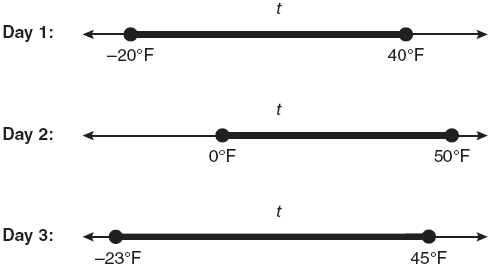 t
Day 1:
–20°F 40°F
t
Day 2:
0°F 50°F
t
Day 3:
–23°F 45°F